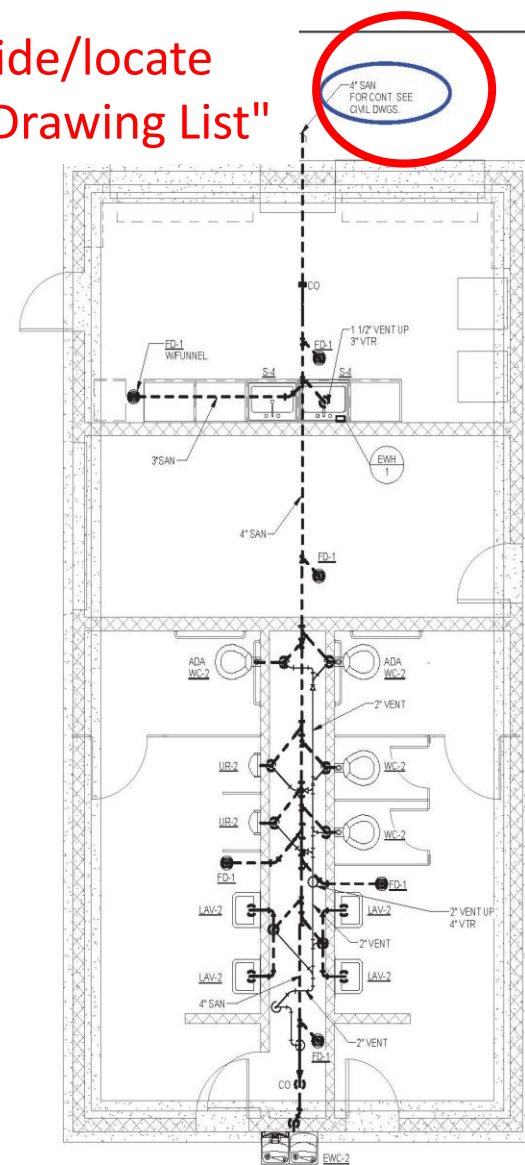 ide/locate
Drawing List"
4" SAN
FOR CONT. SEE
CIVIL DWGS.
CO
1 1/2" VENT UP
3" VTR
FD-1
W/FUNNEL
FD-1
S-4
S-4
3"SAN
EWH
1
4" SAN
FD-1
ADA
WC-2
ADA
WC-2
2" VENT
UR-2
WC-2
UR-2
WC-2
FD-1
FD-1
LAV-2
LAV-2
2" VENT UP
4" VTR
2" VENT
LAV-2
LAV-2
4" SAN
2" VENT
FD-1
CO
EWC-2